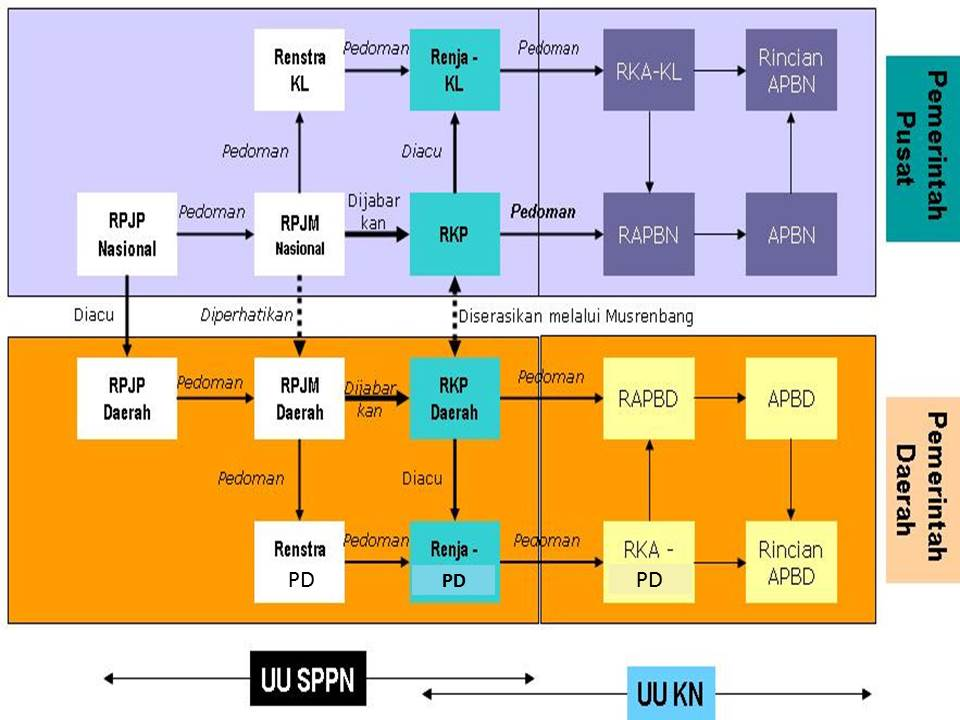 Renstra
KL
Pedoman
Renja -
KL
Pedoman
RKA-KL
Rincian
APBN
Pemerintah
Pusat
Pedoman
Diacu
RPJP
Nasional
Pedoman
RPJM
Nasional
Dijabar
kan
RKP
Pedoman
RAPBN
APBN
Diacu
Diperhatikan
Diserasikan melalui Musrenbang
RPJP
Daerah
Pedoman
RPJM
Daerah
Dijabar
kan
RKP
Daerah
Pedoman
RAPBD
APBD
Pemerintah
Daerah
Pedoman
Diacu
Renstra
PD
Pedoman
Renja -
PD
Pedoman
RKA -
PD
Rincian
APBD
UU SPPN
UU KN